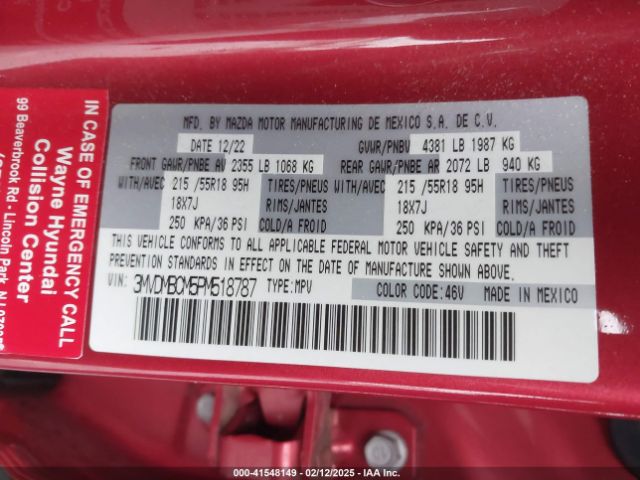 MFD. BY MAZDA MOTOR MANUFACTURING DE MEXICO S.A. DE C.V.
DATE 12/22 GVWR/PNBV 4381 LB 1987 KG
FRONT GAWR/PNBE AV 2355 LB 1068 KG REAR GAWR/PNBE AR 2072 LB 940 KG
WITH/AVEC 215 /55R18 95H TIRES/PNEUS WITH/AVEC 215 /55R18 95H TIRES/PNEUS
18X7J RIMS/JANTES 18X7J RIMS/JANTES
250 KPA/36 PSI COLD/A FROID 250 KPA/36 PSI COLD/A FROID
THIS VEHICLE CONFORMS TO ALL APPLICABLE FEDERAL MOTOR VEHICLE SAFETY AND THEFT
PREVENTION STANDARDS IN EFFECT ON THE DATE OF MANUFACTURE SHOWN ABOVE.
VIN: 3MVDMBCM5PM518787 TYPE:MPV COLOR CODE:46V MADE IN MEXICO
IN CASE OF EMERGENCY CALL
Wayne Hyundai
Collision Center
99 Beaverbrook Rd - Lincoln Park,
000-41548149 - 02/12/2025 - IAA Inc.